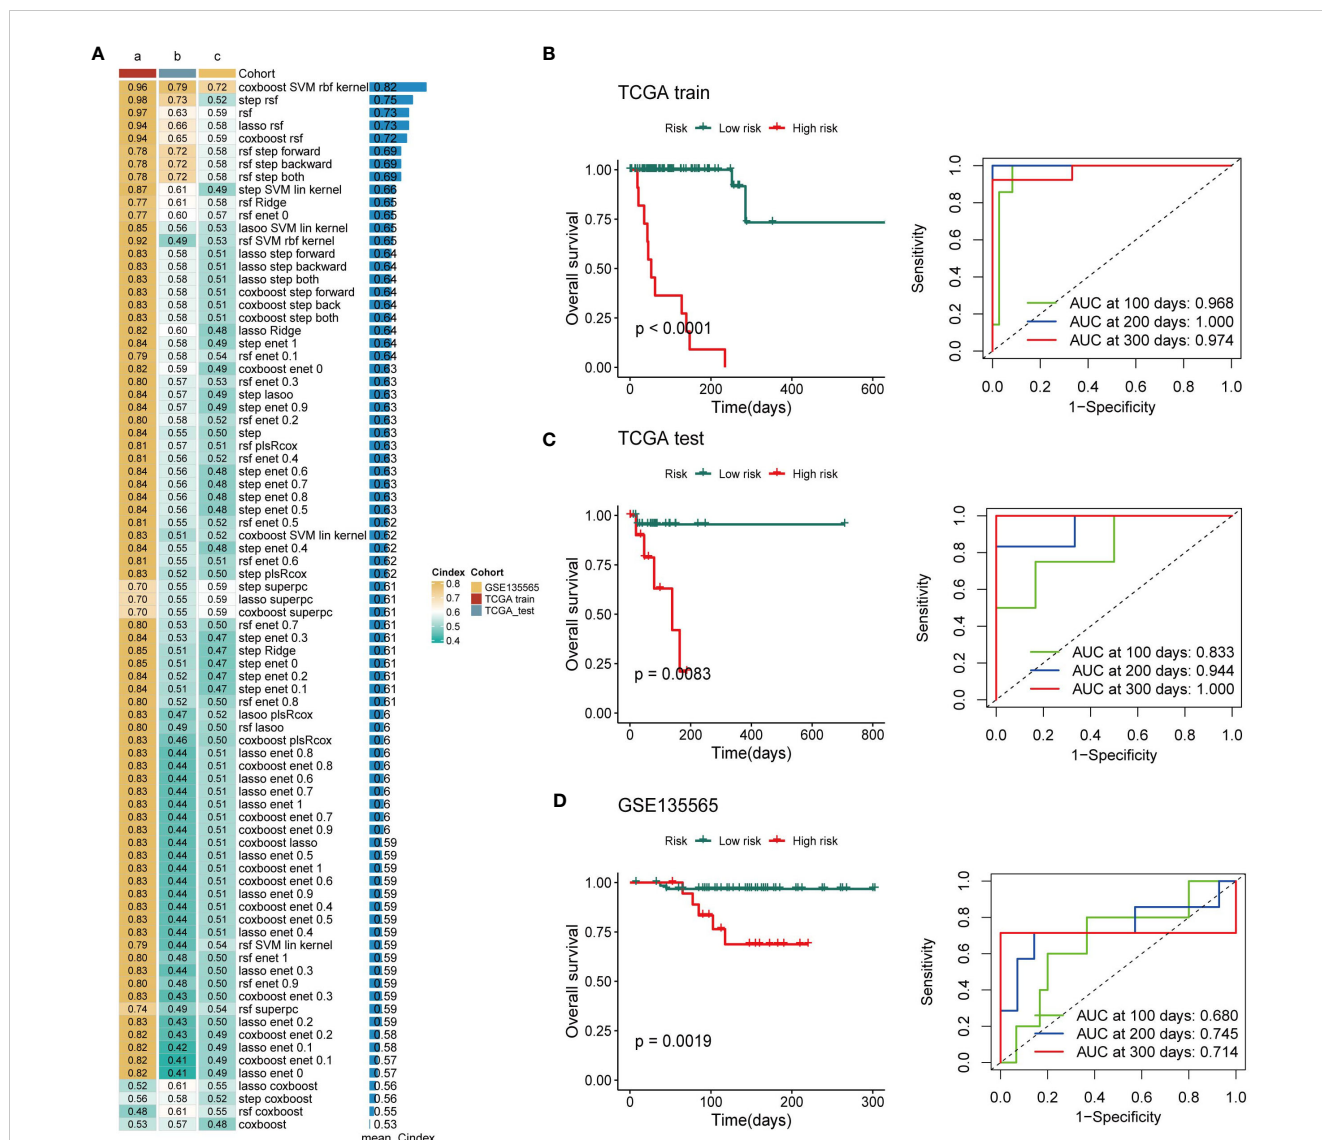 A
a b c
Cohort
0.96 0.79 0.72 coxboost SVM rbf kernel 0.82
0.98 0.73 0.52 step rsf 0.75
0.97 0.63 0.59 rsf 0.73
0.94 0.66 0.58 lasso rsf 0.73
0.94 0.65 0.59 coxboost rsf 0.72
0.78 0.72 0.58 rsf step forward 0.69
0.78 0.72 0.58 rsf step backward 0.69
0.78 0.72 0.58 rsf step both 0.69
0.87 0.61 0.49 step SVM lin kernel 0.66
0.77 0.61 0.58 rsf Ridge 0.65
0.77 0.60 0.57 rsf enet 0 0.65
0.85 0.56 0.53 lasoo SVM lin kernel 0.65
0.92 0.49 0.53 rsf SVM rbf kernel 0.65
0.83 0.58 0.51 lasso step forward 0.64
0.83 0.58 0.51 lasso step backward 0.64
0.83 0.58 0.51 lasso step both 0.64
0.83 0.58 0.51 coxboost step forward 0.64
0.83 0.58 0.51 coxboost step back 0.64
0.83 0.58 0.51 coxboost step both 0.64
0.82 0.60 0.48 lasso Ridge 0.64
0.84 0.58 0.49 step enet 1 0.64
0.79 0.58 0.54 rsf enet 0.1 0.64
0.82 0.59 0.49 coxboost enet 0 0.63
0.80 0.57 0.53 rsf enet 0.3 0.63
0.84 0.57 0.49 step lasoo 0.63
0.84 0.57 0.49 step enet 0.9 0.63
0.80 0.58 0.52 rsf enet 0.2 0.63
0.84 0.55 0.50 step 0.63
0.81 0.57 0.51 rsf plsRcox 0.63
0.81 0.56 0.52 rsf enet 0.4 0.63
0.84 0.56 0.48 step enet 0.6 0.63
0.84 0.56 0.48 step enet 0.7 0.63
0.84 0.56 0.48 step enet 0.8 0.63
0.84 0.56 0.48 step enet 0.5 0.63
0.81 0.55 0.52 rsf enet 0.5 0.62
0.83 0.51 0.52 coxboost SVM lin kernel 0.62
0.84 0.55 0.48 step enet 0.4 0.62
0.81 0.55 0.51 rsf enet 0.6 0.62
0.83 0.52 0.50 step plsRcox 0.62
0.70 0.55 0.59 step superpc 0.61
0.70 0.55 0.59 lasso superpc 0.61
0.70 0.55 0.59 coxboost superpc 0.61
0.80 0.53 0.50 rsf enet 0.7 0.61
0.84 0.53 0.47 step enet 0.3 0.61
0.85 0.51 0.47 step Ridge 0.61
0.85 0.51 0.47 step enet 0 0.61
0.84 0.52 0.47 step enet 0.2 0.61
0.84 0.51 0.47 step enet 0.1 0.61
0.80 0.52 0.50 rsf enet 0.8 0.61
0.83 0.47 0.52 lasoo plsRcox 0.6
0.80 0.49 0.50 rsf lasoo 0.6
0.83 0.46 0.50 coxboost plsRcox 0.6
0.83 0.44 0.51 lasso enet 0.8 0.6
0.83 0.44 0.51 coxboost enet 0.8 0.6
0.83 0.44 0.51 lasso enet 0.6 0.6
0.83 0.44 0.51 lasso enet 0.7 0.6
0.83 0.44 0.51 lasso enet 1 0.6
0.83 0.44 0.51 coxboost enet 0.7 0.6
0.83 0.44 0.51 coxboost enet 0.9 0.6
0.83 0.44 0.51 coxboost lasso 0.59
0.83 0.44 0.51 lasso enet 0.5 0.59
0.83 0.44 0.51 coxboost enet 1 0.59
0.83 0.44 0.51 coxboost enet 0.6 0.59
0.83 0.44 0.51 lasso enet 0.9 0.59
0.83 0.44 0.51 coxboost enet 0.4 0.59
0.83 0.44 0.51 coxboost enet 0.5 0.59
0.83 0.44 0.51 lasso enet 0.4 0.59
0.79 0.44 0.54 rsf SVM lin kernel 0.59
0.80 0.48 0.50 rsf enet 1 0.59
0.83 0.44 0.50 lasso enet 0.3 0.59
0.80 0.48 0.50 rsf enet 0.9 0.59
0.83 0.43 0.50 coxboost enet 0.3 0.59
0.74 0.49 0.54 rsf superpc 0.59
0.83 0.43 0.50 lasso enet 0.2 0.59
0.82 0.43 0.49 coxboost enet 0.2 0.58
0.82 0.42 0.49 lasso enet 0.1 0.58
0.82 0.41 0.49 coxboost enet 0.1 0.57
0.82 0.41 0.49 lasso enet 0 0.57
0.52 0.61 0.55 lasso coxboost 0.56
0.56 0.58 0.52 step coxboost 0.56
0.48 0.61 0.55 rsf coxboost 0.55
0.53 0.57 0.48 coxboost 0.53
mean_Cindex
Cindex Cohort
0.8 GSE135565
0.7 TCGA train
0.6 TCGA_test
0.5
0.4
B
TCGA train
Risk Low risk High risk
Overall survival
1.00
0.75
0.50
0.25
0.00
p < 0.0001
0 200 400 600
Time(days)
Sensitivity
1.0
0.8
0.6
0.4
0.2
0.0
AUC at 100 days: 0.968
AUC at 200 days: 1.000
AUC at 300 days: 0.974
0.0 0.2 0.4 0.6 0.8 1.0
1−Specificity
C
TCGA test
Risk Low risk High risk
Overall survival
1.00
0.75
0.50
0.25
0.00
p = 0.0083
0 200 400 600 800
Time(days)
Sensitivity
1.0
0.8
0.6
0.4
0.2
0.0
AUC at 100 days: 0.833
AUC at 200 days: 0.944
AUC at 300 days: 1.000
0.0 0.2 0.4 0.6 0.8 1.0
1−Specificity
D
GSE135565
Risk Low risk High risk
Overall survival
1.00
0.75
0.50
0.25
0.00
p = 0.0019
0 100 200 300
Time(days)
Sensitivity
1.0
0.8
0.6
0.4
0.2
0.0
AUC at 100 days: 0.680
AUC at 200 days: 0.745
AUC at 300 days: 0.714
0.0 0.2 0.4 0.6 0.8 1.0
1−Specificity